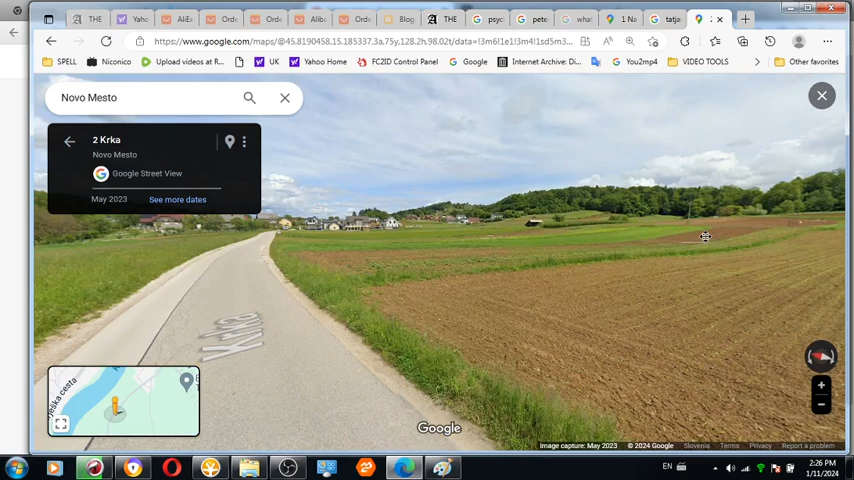 THE
Yaho
AliEx
Orde
Orde
Aliba
Orde
Blog
THE
psyc
pete
wha
1 Na
tatja
https://www.google.com/maps/@45.8190458,15.185337,3a,75y,128.2h,98.02t/data=!3m6!1e1!3m4!1sd5m3...
SPELL
Niconico
Upload videos at R...
UK
Yahoo Home
FC2ID Control Panel
Google
Internet Archive: Di...
You2mp4
VIDEO TOOLS
Other favorites
Novo Mesto
2 Krka
Novo Mesto
Google Street View
May 2023
See more dates
Krka
Google
Image capture: May 2023
© 2024 Google
Slovenia
Terms
Privacy
Report a problem
EN
2:26 PM
1/11/2024